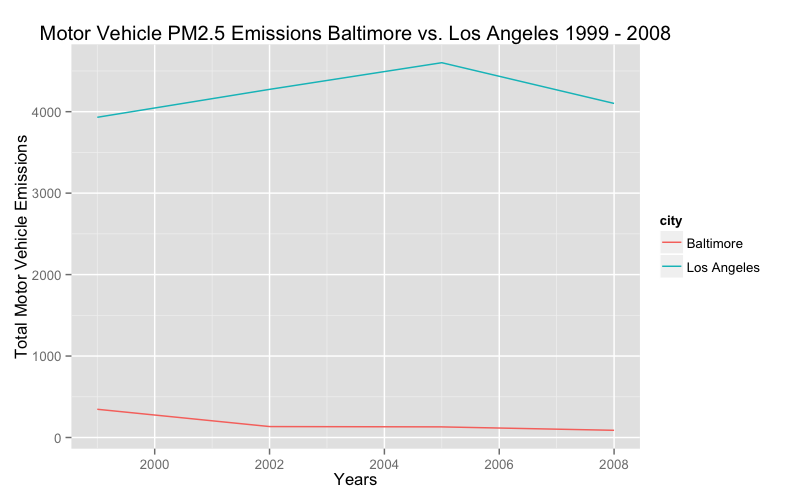 Motor Vehicle PM2.5 Emissions Baltimore vs. Los Angeles 1999 - 2008
Total Motor Vehicle Emissions
4000
3000
2000
1000
0
2000 2002 2004 2006 2008
Years
city
Baltimore
Los Angeles